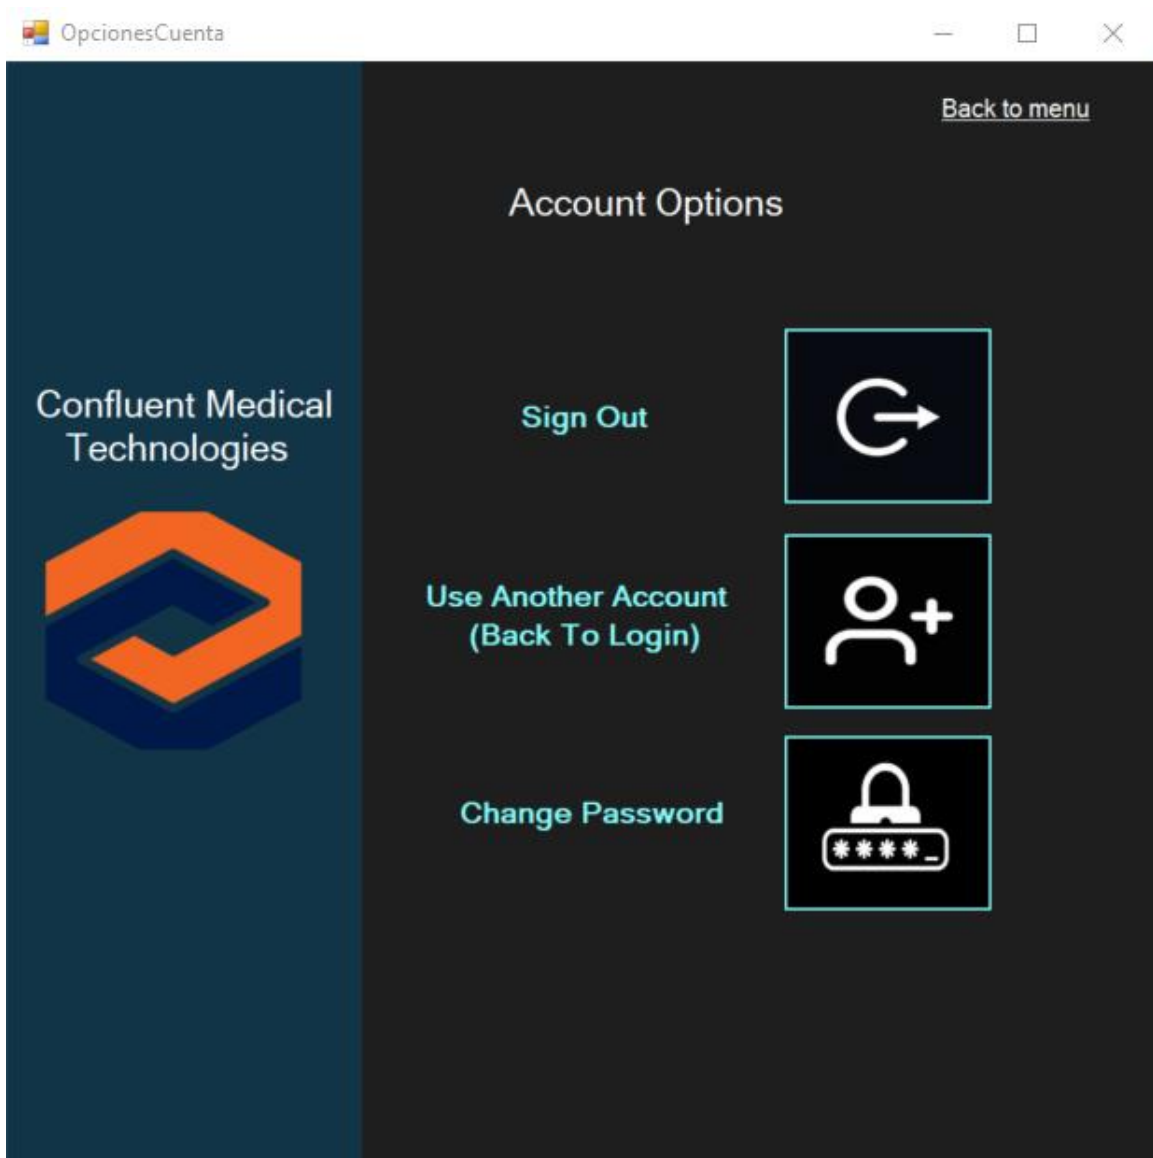 OpcionesCuenta
Back to menu
Account Options
Confluent Medical
Technologies
Sign Out
Use Another Account
(Back To Login)
Change Password
****_